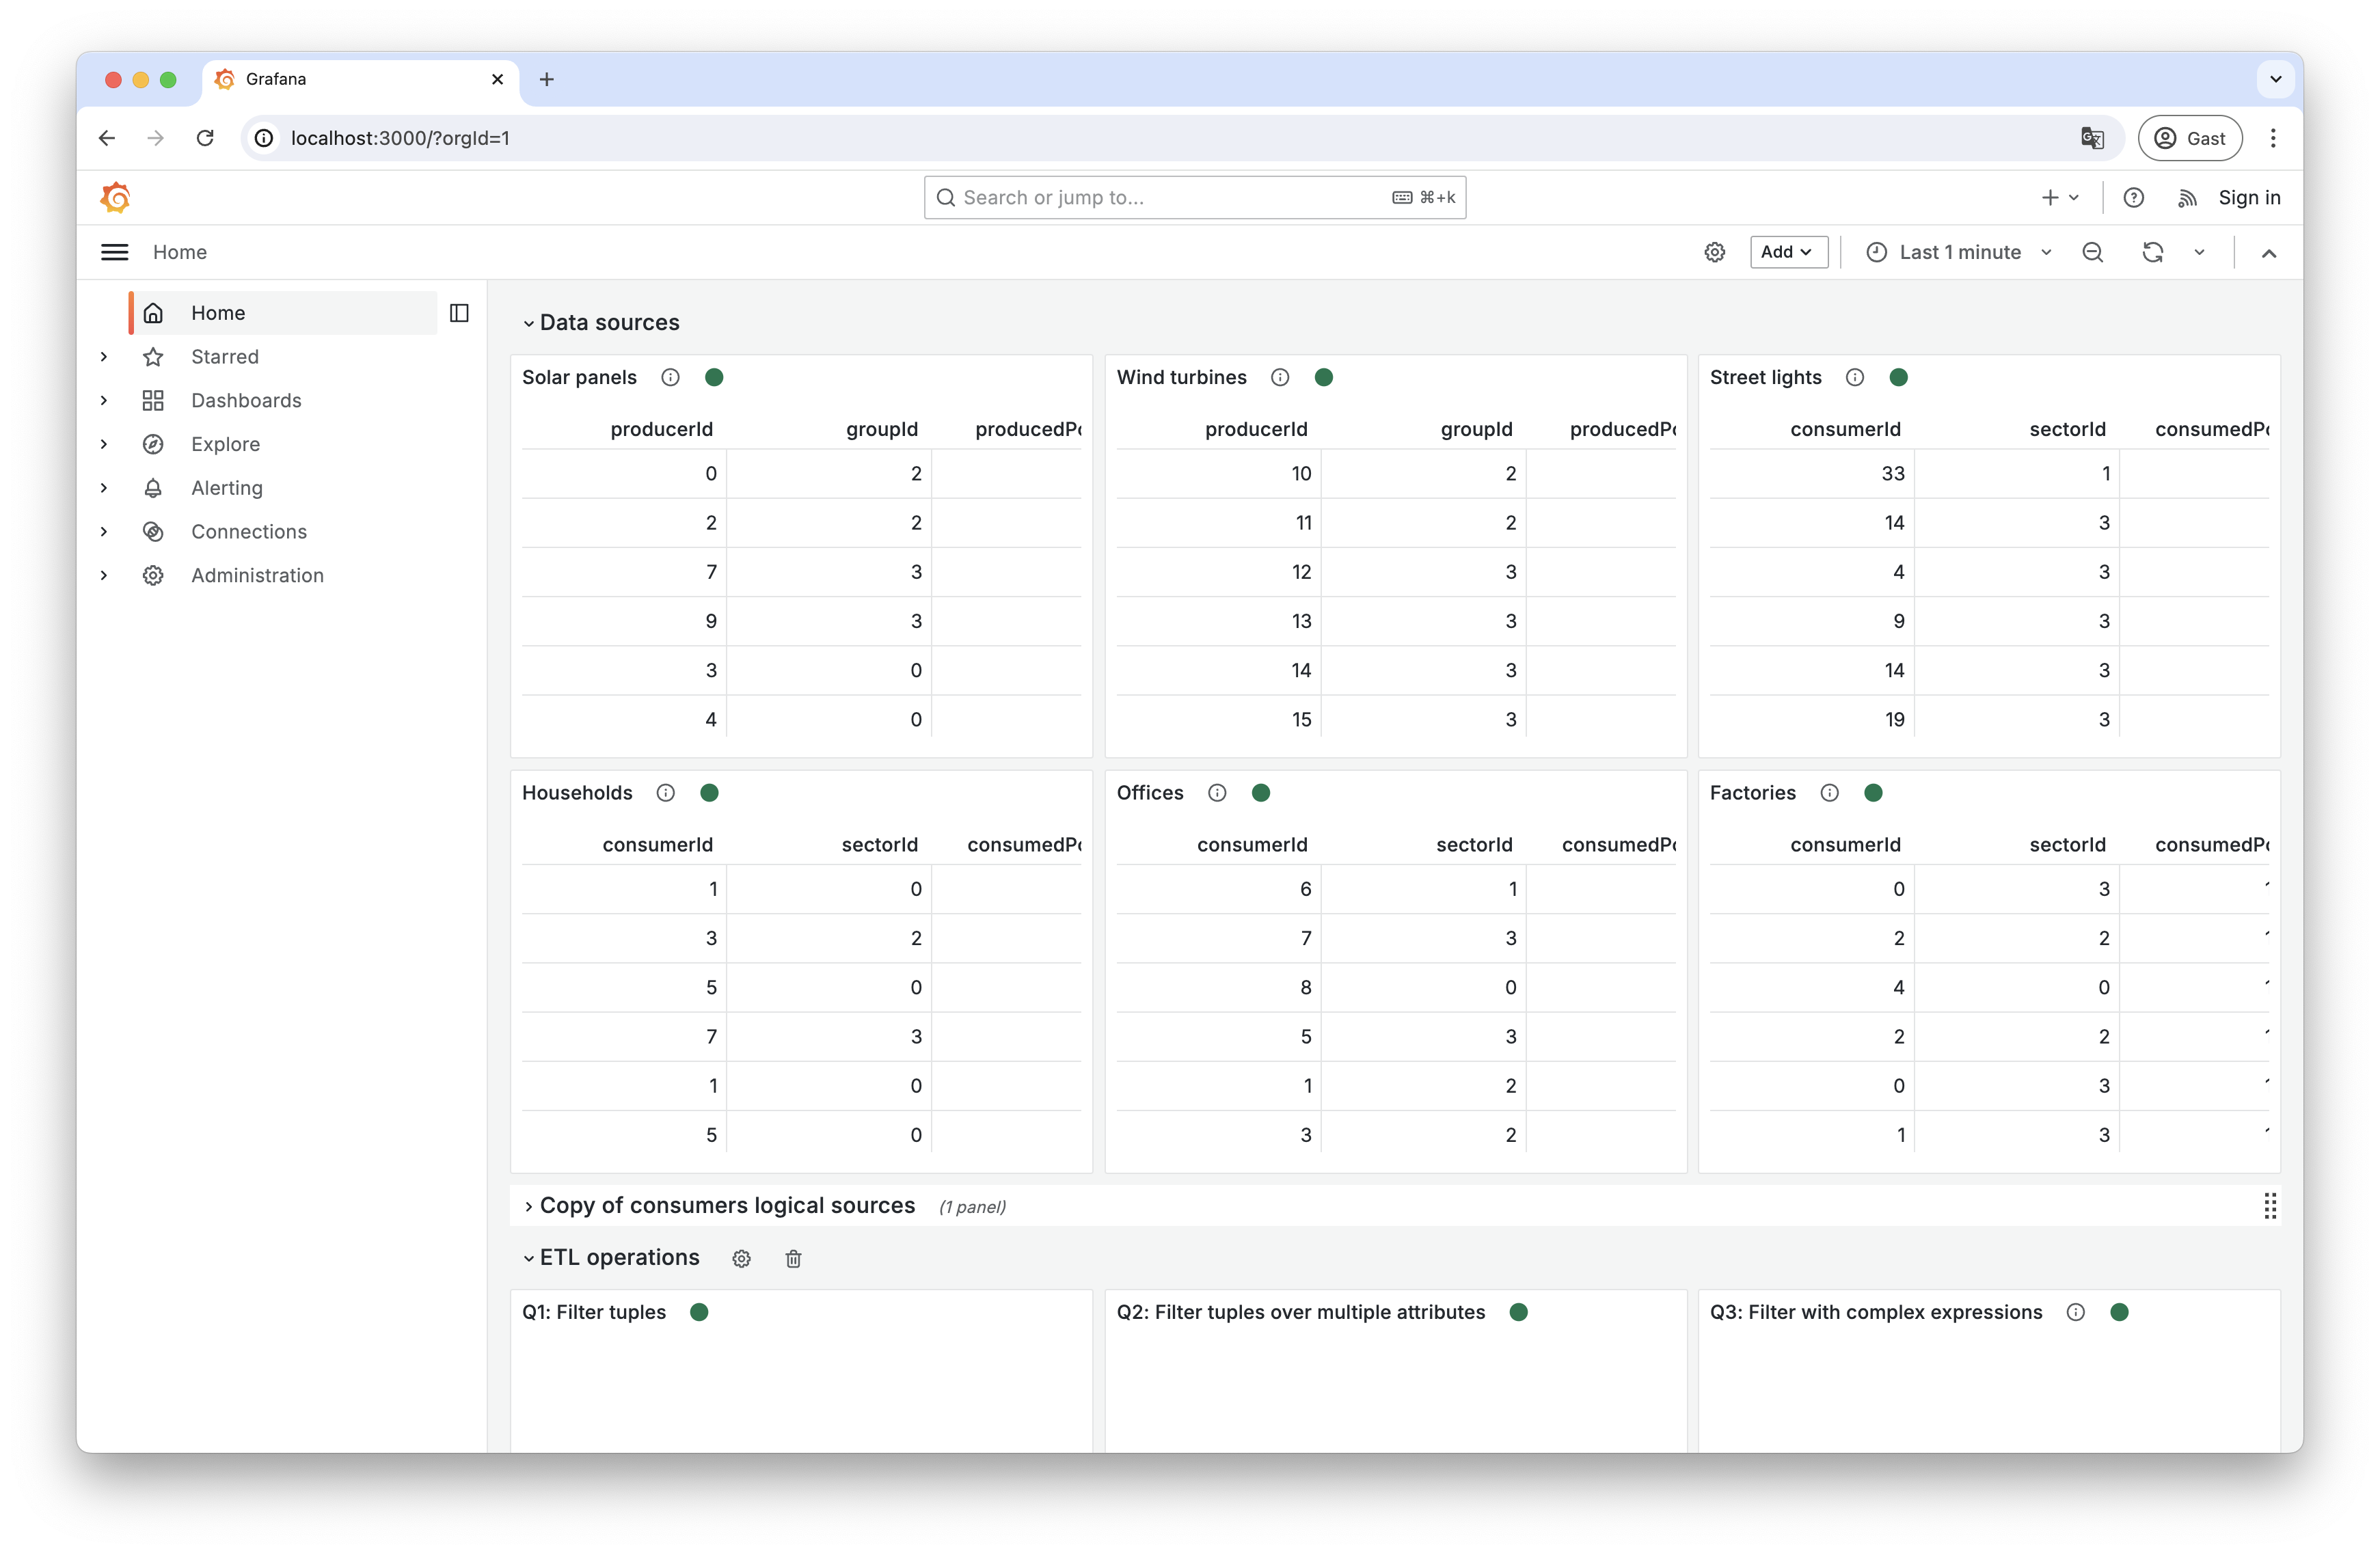 Grafana
localhost:3000/?orgId=1
Gast
Search or jump to...
⌘+k
Sign in
Home
Add
Last 1 minute
Home
Starred
Dashboards
Explore
Alerting
Connections
Administration
Data sources
Solar panels
producerId groupId producedPo
0 2
2 2
7 3
9 3
3 0
4 0
Wind turbines
producerId groupId producedPo
10 2
11 2
12 3
13 3
14 3
15 3
Street lights
consumerId sectorId consumedPo
33 1
14 3
4 3
9 3
14 3
19 3
Households
consumerId sectorId consumedPo
1 0
3 2
5 0
7 3
1 0
5 0
Offices
consumerId sectorId consumedPo
6 1
7 3
8 0
5 3
1 2
3 2
Factories
consumerId sectorId consumedPo
0 3
2 2
4 0
2 2
0 3
1 3
Copy of consumers logical sources (1 panel)
ETL operations
Q1: Filter tuples
Q2: Filter tuples over multiple attributes
Q3: Filter with complex expressions